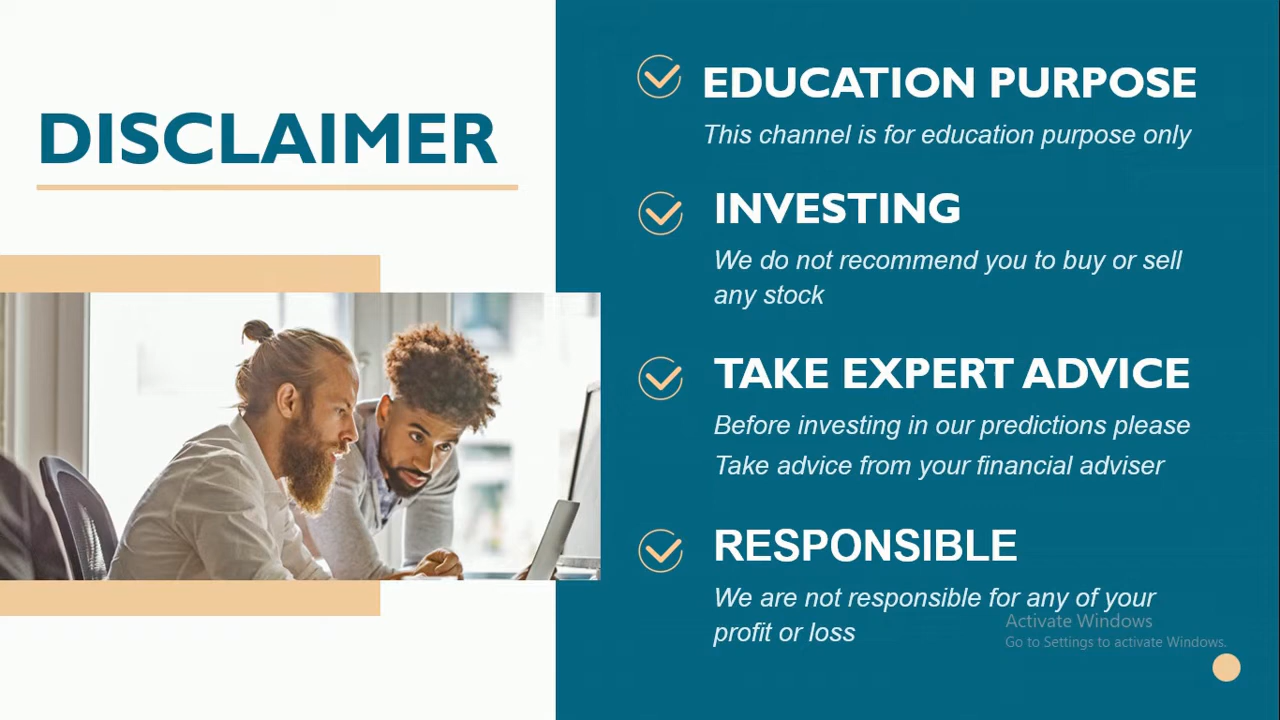 DISCLAIMER
EDUCATION PURPOSE
This channel is for education purpose only
INVESTING
We do not recommend you to buy or sell
any stock
TAKE EXPERT ADVICE
Before investing in our predictions please
Take advice from your financial adviser
RESPONSIBLE
We are not responsible for any of your
profit or loss
Activate Windows
Go to Settings to activate Windows.